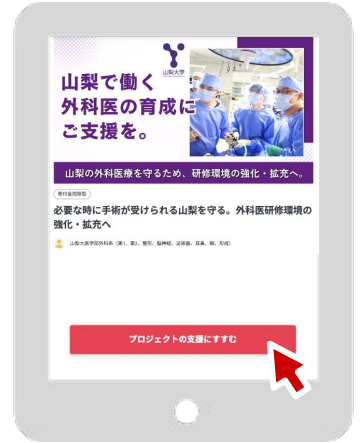 山梨大学
山梨で働く
外科医の育成に
ご支援を。
山梨の外科医療を守るため、研修環境の強化・拡充へ。
寄付金控除型
必要な時に手術が受けられる山梨を守る。外科医研修環境の
強化・拡充へ
山梨大医学部外科系（第1、第2、整形、脳神経、泌尿器、耳鼻、眼、形成）
プロジェクトの支援にすすむ